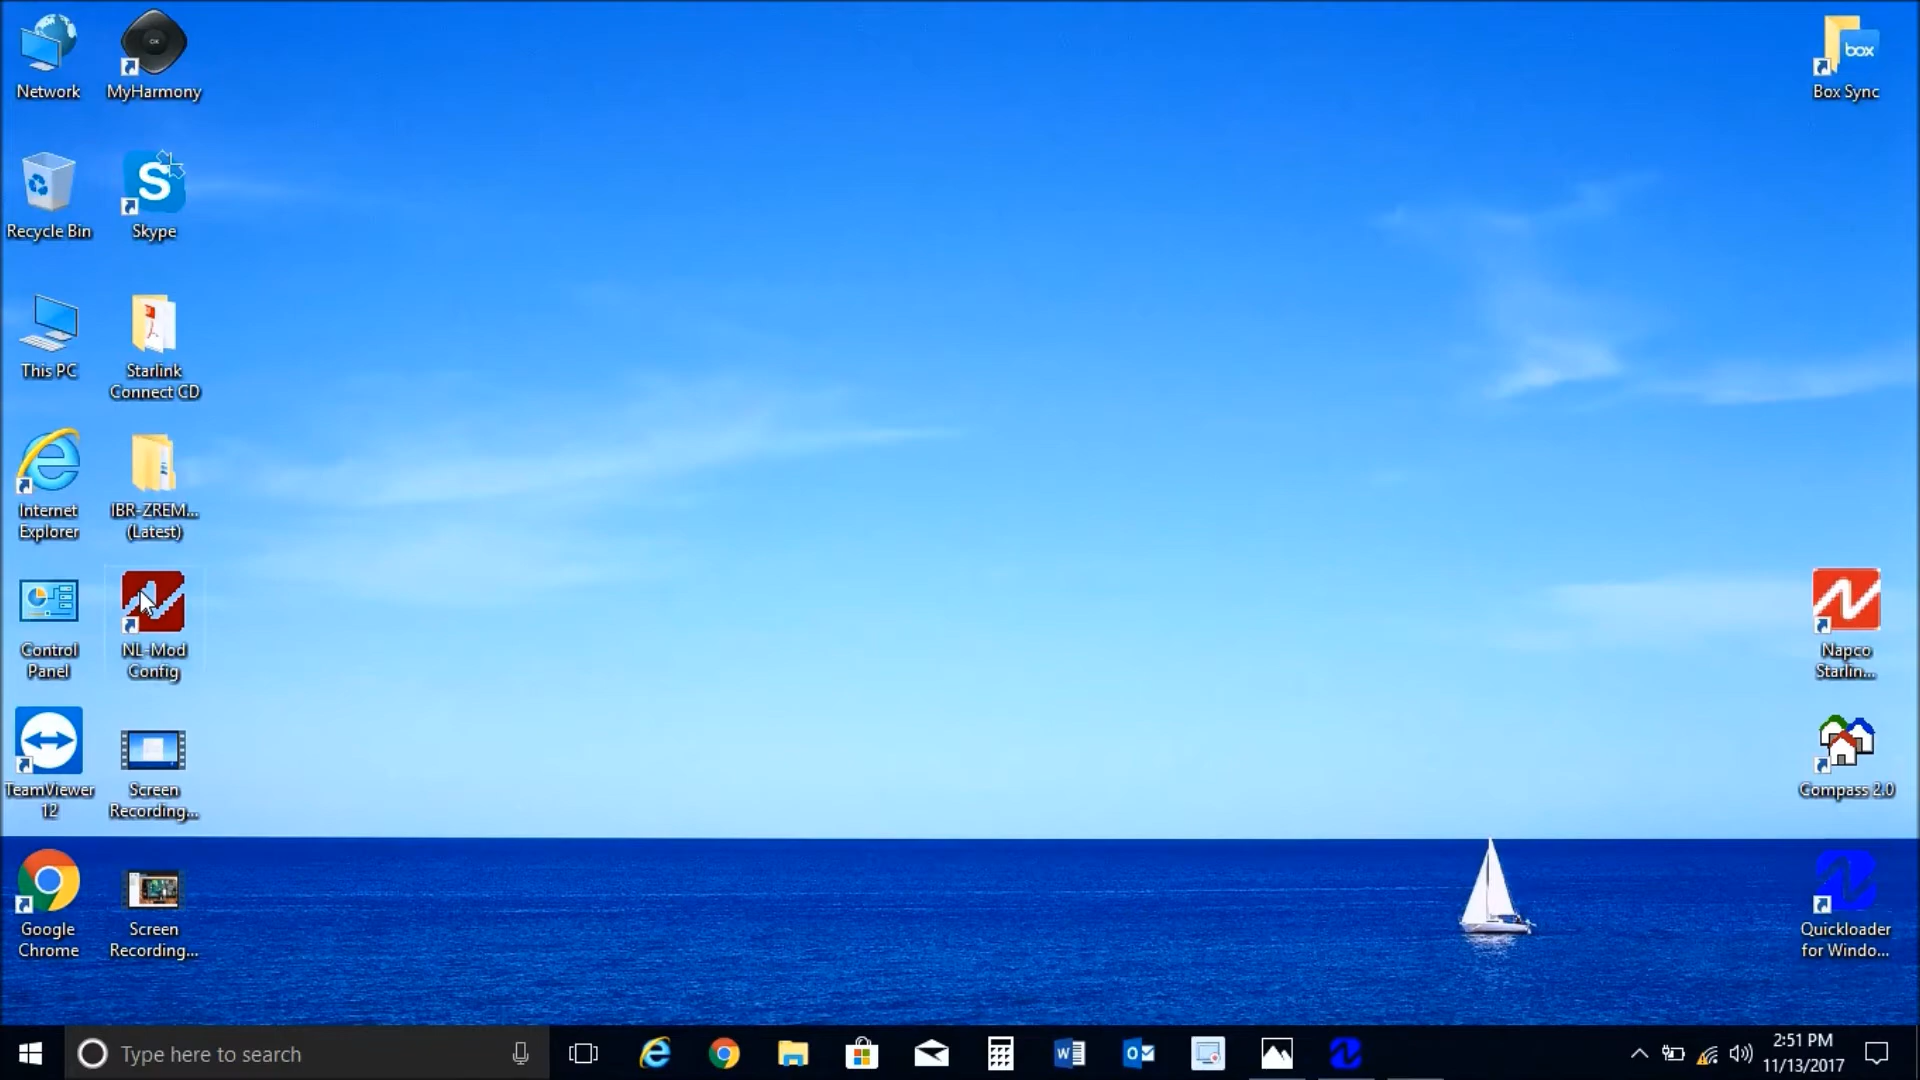 Network
MyHarmony
OK
box
Box Sync
Recycle Bin
S
Skype
This PC
Starlink
Connect CD
Internet
Explorer
IBR-ZREM...
(Latest)
Control
Panel
NL-Mod
Config
Napco
Starlin...
TeamViewer
12
Screen
Recording...
Compass 2.0
Google
Chrome
Screen
Recording...
Quickloader
for Windo...
Type here to search
2:51 PM
11/13/2017